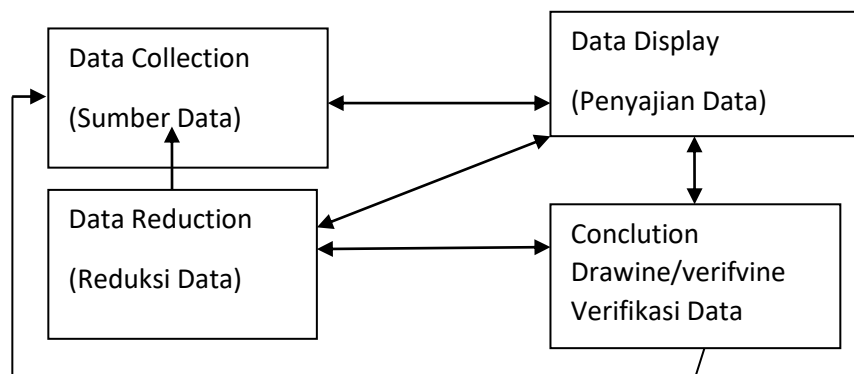 Data Collection
(Sumber Data)
Data Display
(Penyajian Data)
Data Reduction
(Reduksi Data)
Conclution
Drawine/verifvine
Verifikasi Data